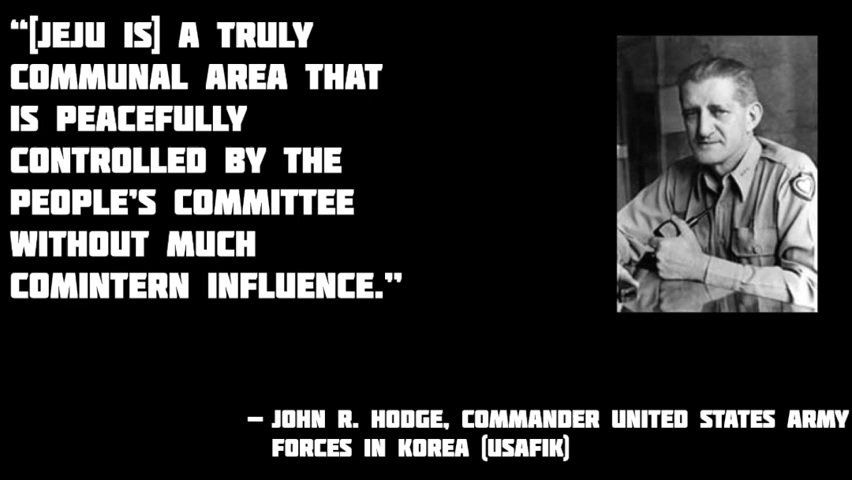 “[JEJU IS] A TRULY
COMMUNAL AREA THAT
IS PEACEFULLY
CONTROLLED BY THE
PEOPLE’S COMMITTEE
WITHOUT MUCH
COMINTERN INFLUENCE.”
– JOHN R. HODGE, COMMANDER UNITED STATES ARMY
FORCES IN KOREA (USAFIK)